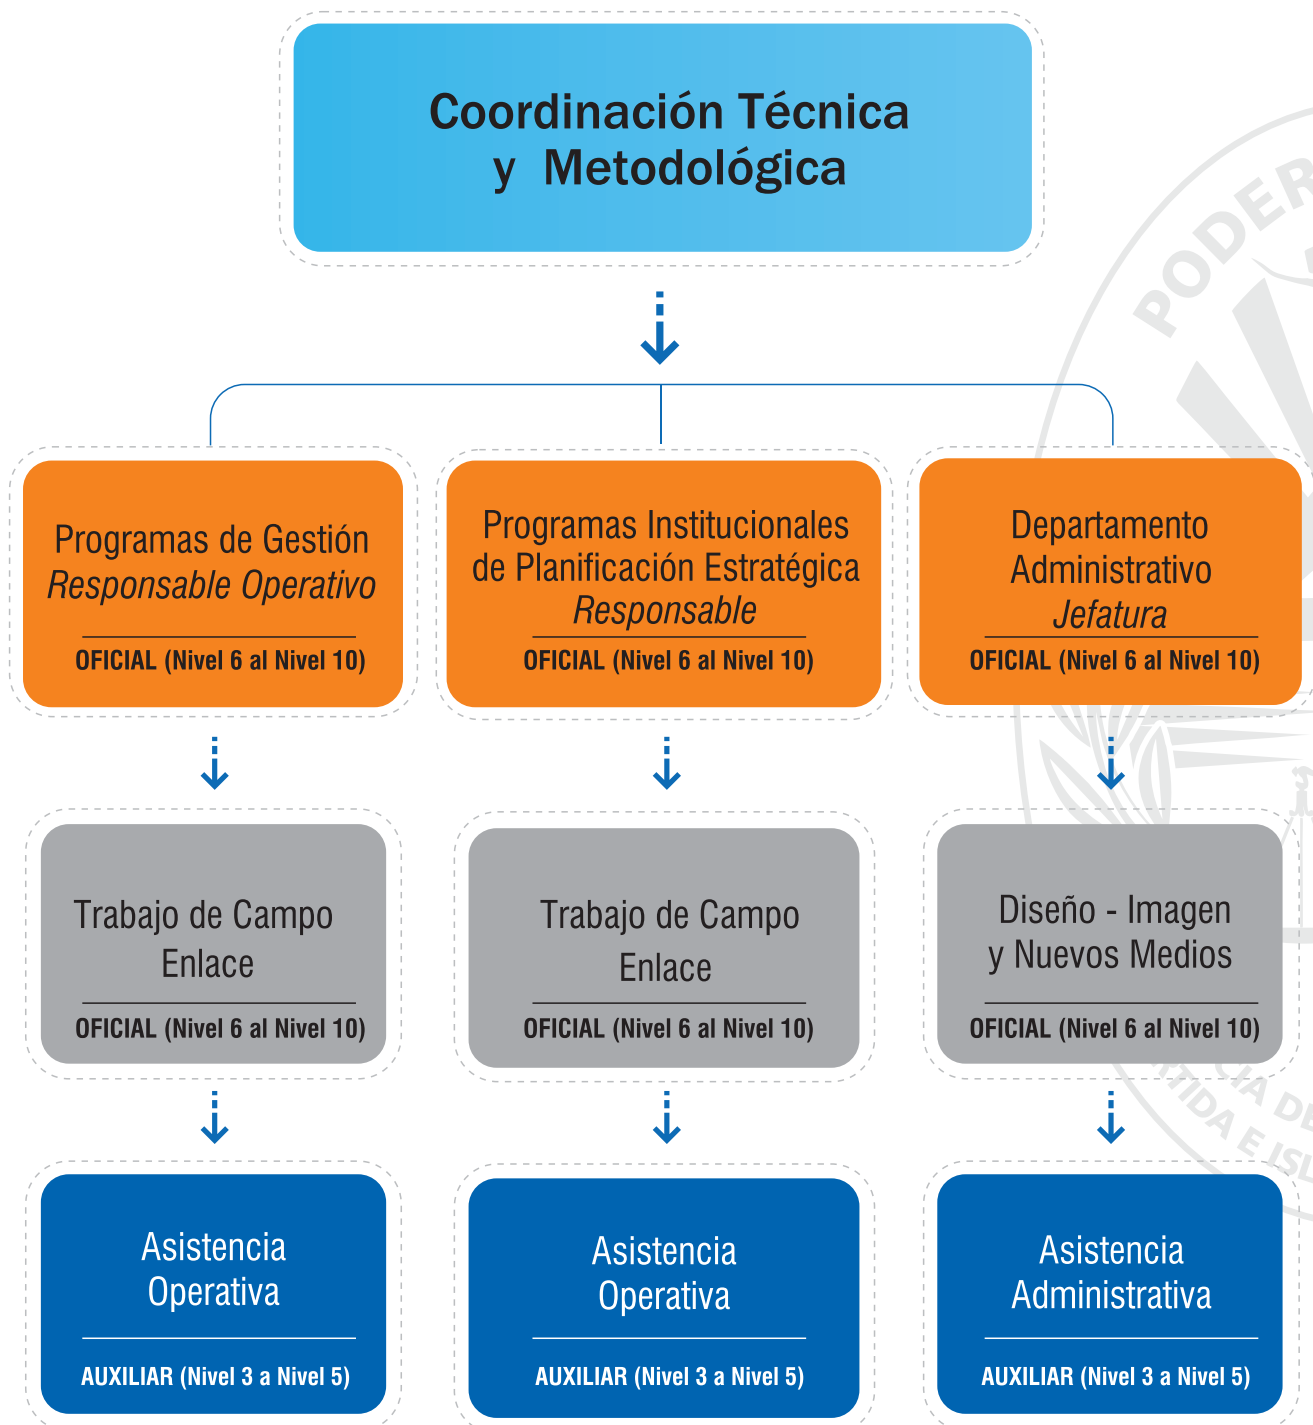 Coordinación Técnica
y Metodológica
Programas de Gestión
Responsable Operativo
OFICIAL (Nivel 6 al Nivel 10)
Programas Institucionales
de Planificación Estratégica
Responsable
OFICIAL (Nivel 6 al Nivel 10)
Departamento
Administrativo
Jefatura
OFICIAL (Nivel 6 al Nivel 10)
Trabajo de Campo
Enlace
OFICIAL (Nivel 6 al Nivel 10)
Trabajo de Campo
Enlace
OFICIAL (Nivel 6 al Nivel 10)
Diseño - Imagen
y Nuevos Medios
OFICIAL (Nivel 6 al Nivel 10)
Asistencia
Operativa
AUXILIAR (Nivel 3 a Nivel 5)
Asistencia
Operativa
AUXILIAR (Nivel 3 a Nivel 5)
Asistencia
Administrativa
AUXILIAR (Nivel 3 a Nivel 5)
PODER